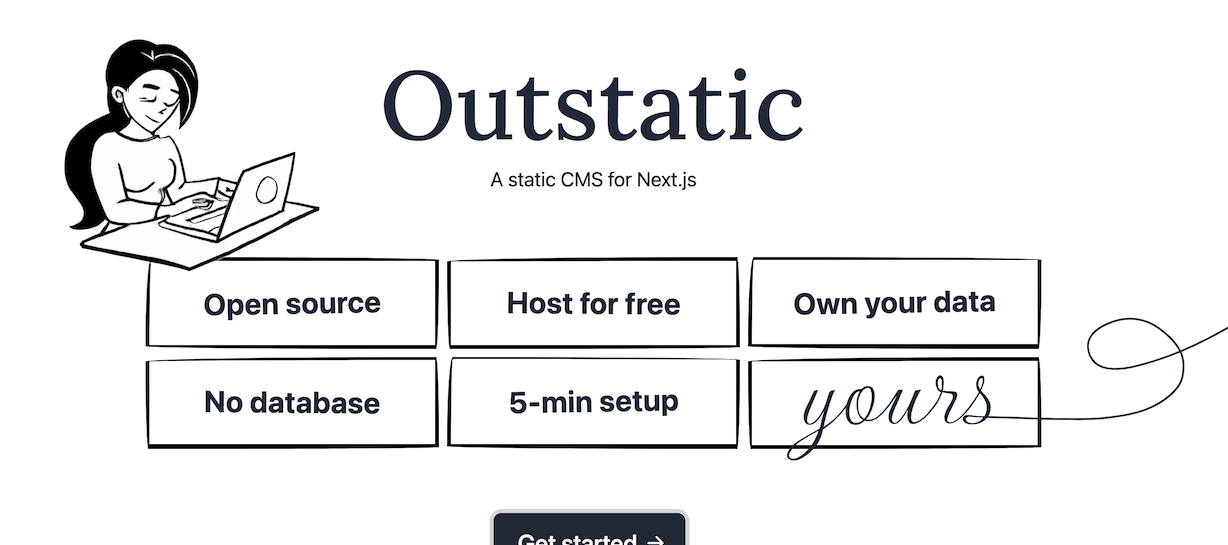 Outstatic
A static CMS for Next.js
Open source
Host for free
Own your data
No database
5-min setup
yours
Get started →